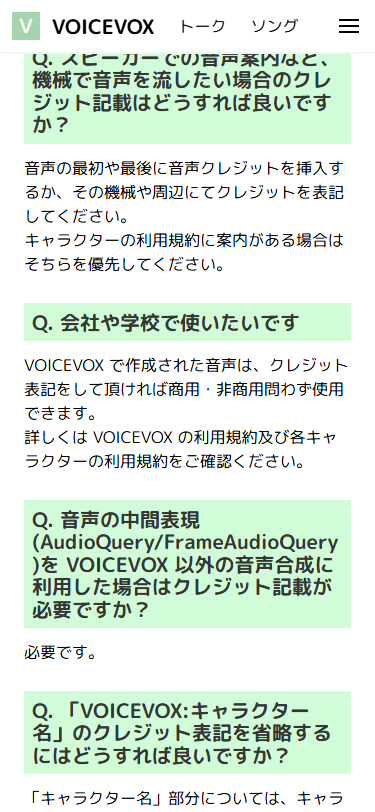 V VOICEVOX トーク ソング
Q. スピーカーでの音声案内など、
機械で音声を流したい場合のクレ
ジット記載はどうすれば良いです
か？
音声の最初や最後に音声クレジットを挿入す
るか、その機械や周辺にてクレジットを表記
してください。
キャラクターの利用規約に案内がある場合は
そちらを優先してください。
Q. 会社や学校で使いたいです
VOICEVOX で作成された音声は、クレジット
表記をして頂ければ商用・非商用問わず使用
できます。
詳しくは VOICEVOX の利用規約及び各キャ
ラクターの利用規約をご確認ください。
Q. 音声の中間表現
(AudioQuery/FrameAudioQuery
)を VOICEVOX 以外の音声合成に
利用した場合はクレジット記載が
必要ですか？
必要です。
Q. 「VOICEVOX:キャラクター
名」のクレジット表記を省略する
にはどうすれば良いですか？
「キャラクター名」部分については、キャラ